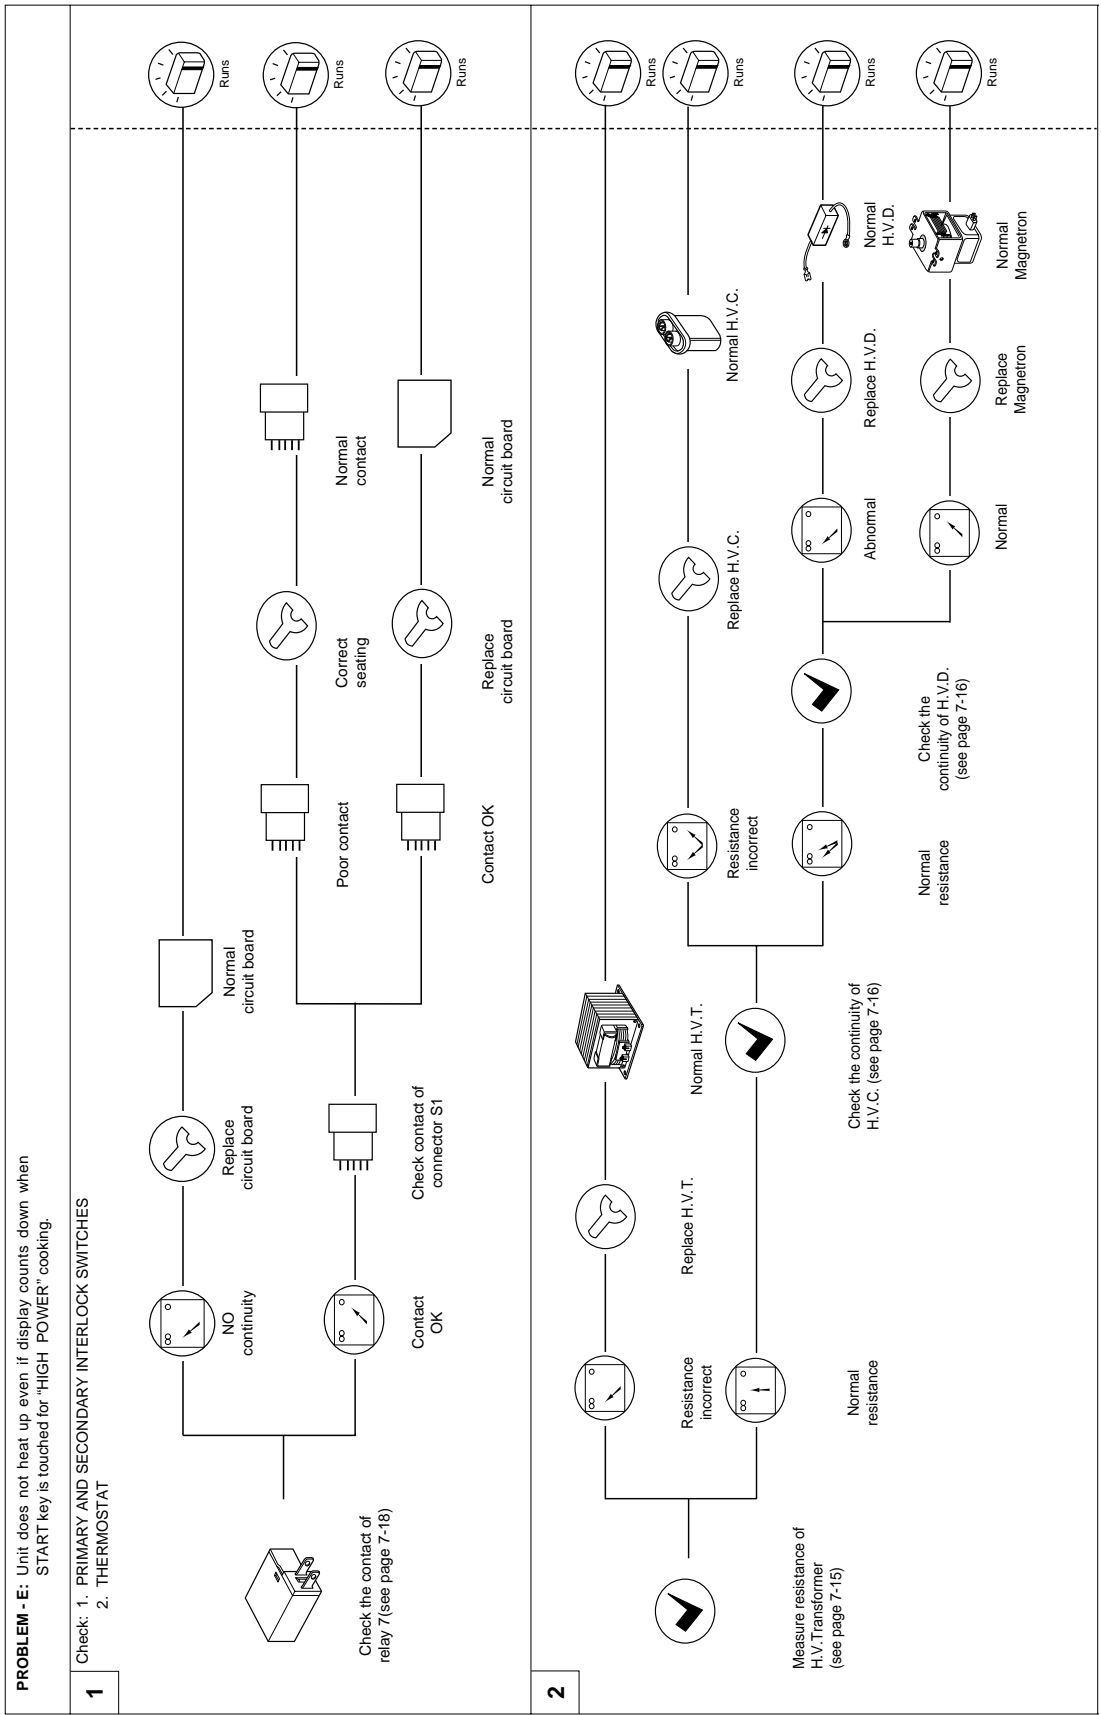 PROBLEM - E: Unit does not heat up even if display counts down when
START key is touched for “HIGH POWER” cooking.
1
Check: 1. PRIMARY AND SECONDARY INTERLOCK SWITCHES
2. THERMOSTAT
Check the contact of
relay 7(see page 7-18)
NO
continuity
Replace
circuit board
Normal
circuit board
Runs
Contact
OK
Check contact of
connector S1
Poor contact
Correct
seating
Normal
contact
Runs
Contact OK
Replace
circuit board
Normal
circuit board
Runs
2
Measure resistance of
H.V.Transformer
(see page 7-15)
Resistance
incorrect
Replace H.V.T.
Normal H.V.T.
Runs
Normal
resistance
Check the continuity of
H.V.C. (see page 7-16)
Resistance
incorrect
Replace H.V.C.
Normal H.V.C.
Runs
Normal
resistance
Check the
continuity of H.V.D.
(see page 7-16)
Abnormal
Replace H.V.D.
Normal
H.V.D.
Runs
Normal
Replace
Magnetron
Normal
Magnetron
Runs